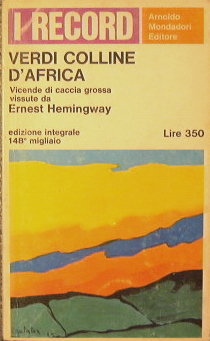 I RECORD
Arnoldo
Mondadori
Editore
VERDI COLLINE
D'AFRICA
Vicende di caccia grossa
vissute da
Ernest Hemingway
edizione integrale
148° migliaio
Lire 350